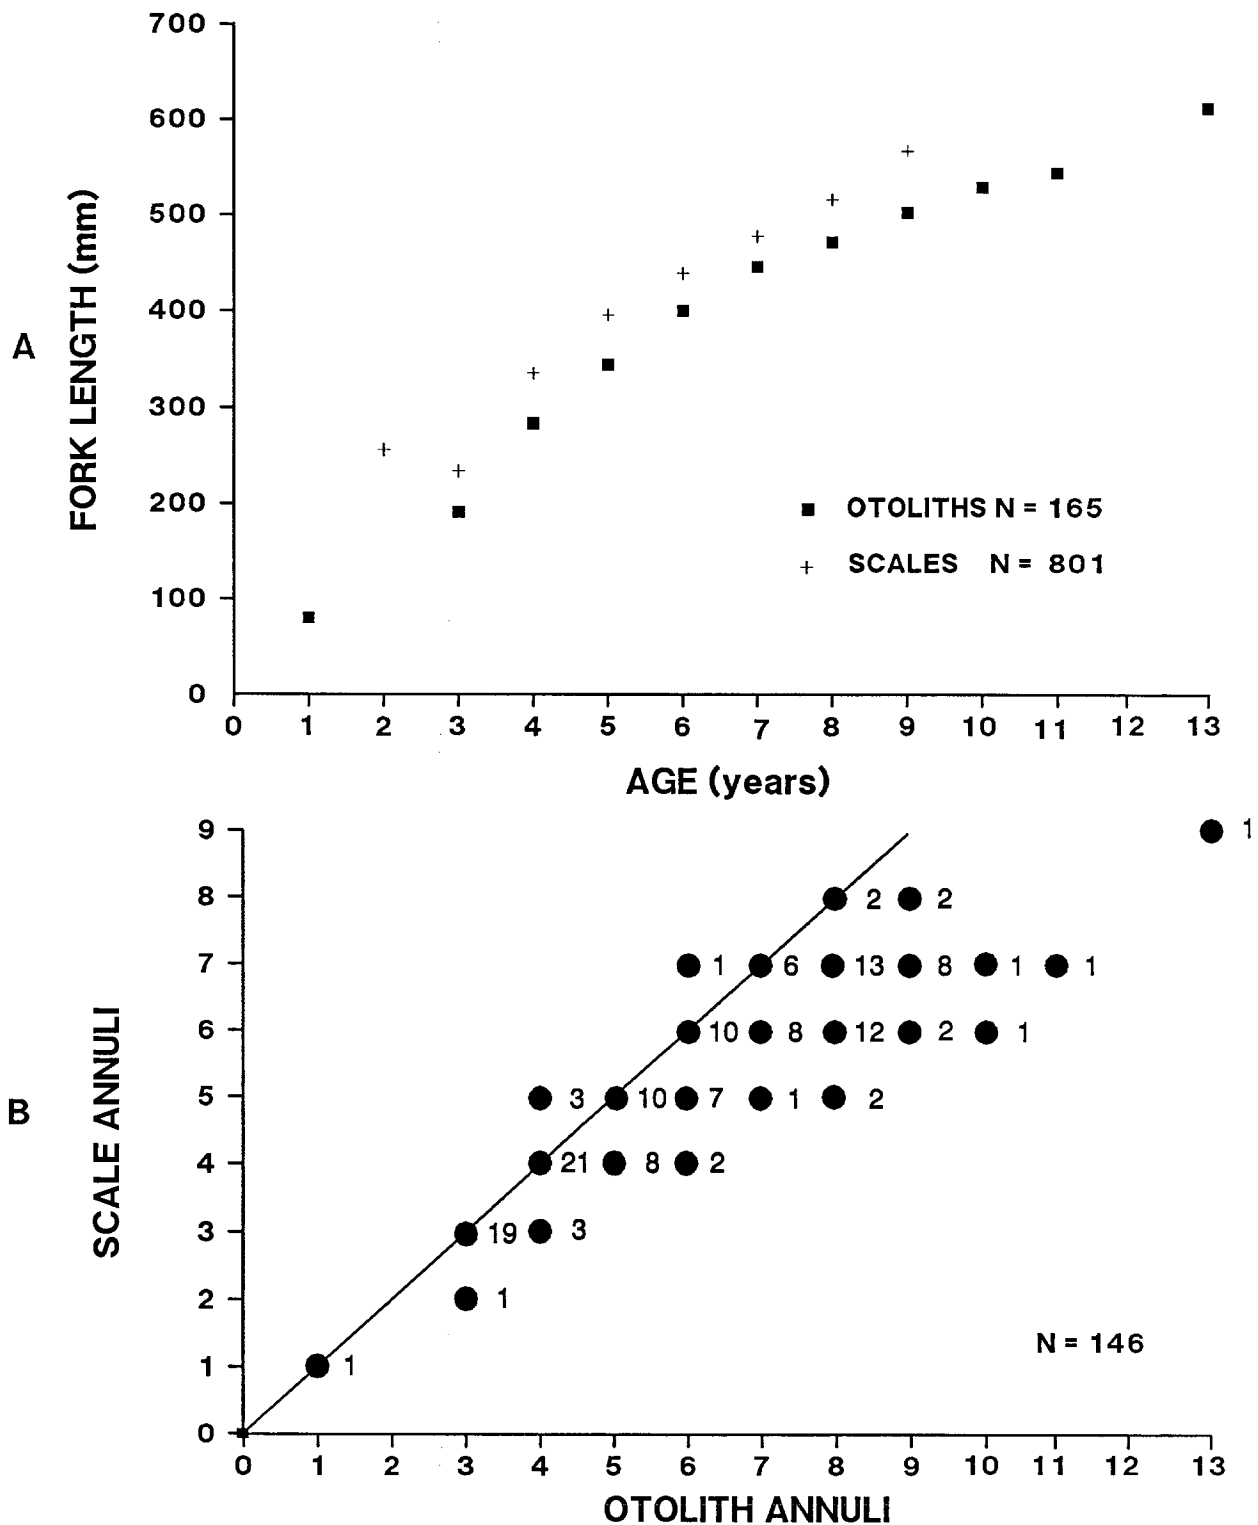 700
600
500
400
300
200
100
0
FORK LENGTH (mm)
A
OTOLITHS N = 165
SCALES N = 801
0 1 2 3 4 5 6 7 8 9 10 11 12 13
AGE (years)
9
8
7
6
5
4
3
2
1
0
SCALE ANNULI
B
1
2 2
1 6 13 8 1 1
10 8 12 2 1
3 10 7 1 2
21 8 2
19 3
1
N = 146
1
0 1 2 3 4 5 6 7 8 9 10 11 12 13
OTOLITH ANNULI